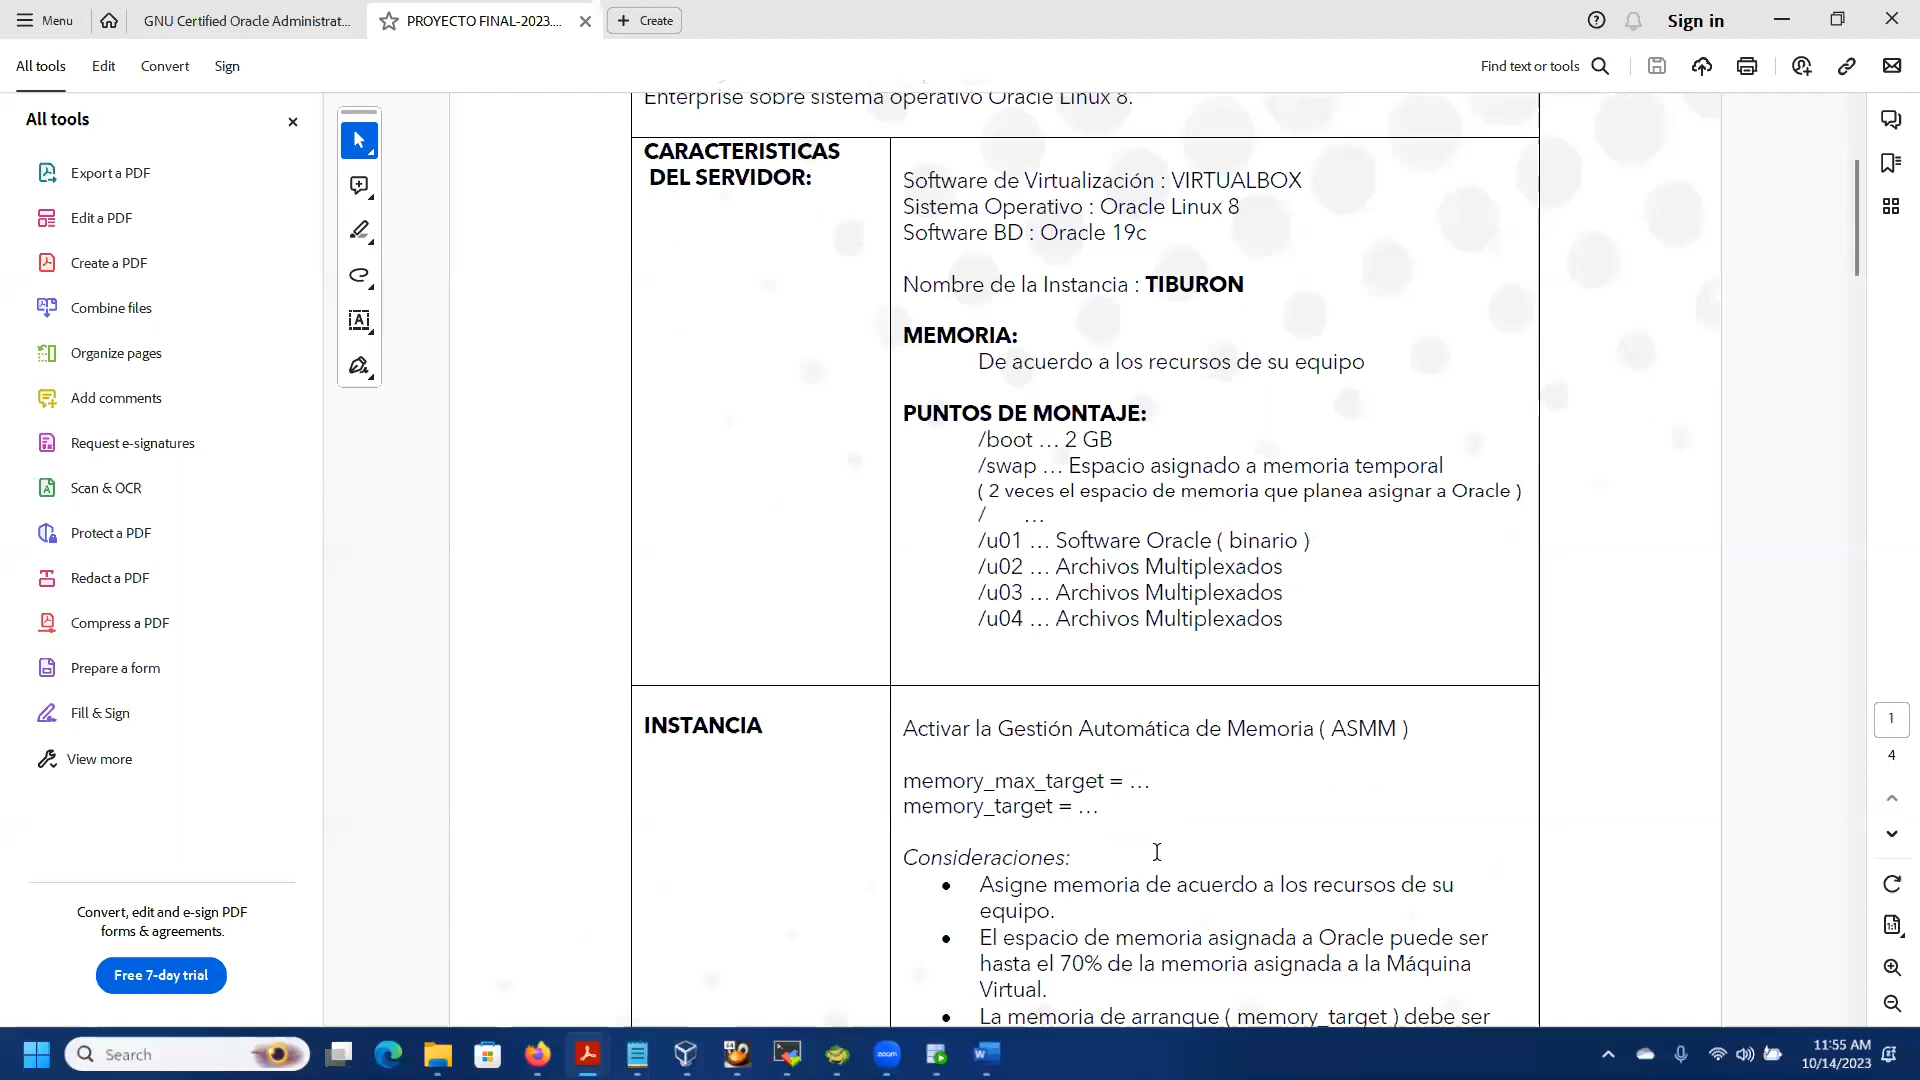 Menu
GNU Certified Oracle Administrat...
PROYECTO FINAL-2023....
Create
Sign in
All tools
Edit
Convert
Sign
Find text or tools
All tools
Export a PDF
Edit a PDF
Create a PDF
Combine files
Organize pages
Add comments
Request e-signatures
Scan & OCR
Protect a PDF
Redact a PDF
Compress a PDF
Prepare a form
Fill & Sign
View more
Convert, edit and e-sign PDF
forms & agreements.
Free 7-day trial
Enterprise sobre sistema operativo Oracle Linux 8.
CARACTERISTICAS
DEL SERVIDOR:
Software de Virtualización : VIRTUALBOX
Sistema Operativo : Oracle Linux 8
Software BD : Oracle 19c
Nombre de la Instancia : TIBURON
MEMORIA:
De acuerdo a los recursos de su equipo
PUNTOS DE MONTAJE:
/boot … 2 GB
/swap … Espacio asignado a memoria temporal
( 2 veces el espacio de memoria que planea asignar a Oracle )
/ …
/u01 … Software Oracle ( binario )
/u02 … Archivos Multiplexados
/u03 … Archivos Multiplexados
/u04 … Archivos Multiplexados
INSTANCIA
Activar la Gestión Automática de Memoria ( ASMM )
memory_max_target = …
memory_target = …
Consideraciones:
• Asigne memoria de acuerdo a los recursos de su
equipo.
• El espacio de memoria asignada a Oracle puede ser
hasta el 70% de la memoria asignada a la Máquina
Virtual.
• La memoria de arranque ( memory_target ) debe ser
1
4
Search
zoom
11:55 AM
10/14/2023